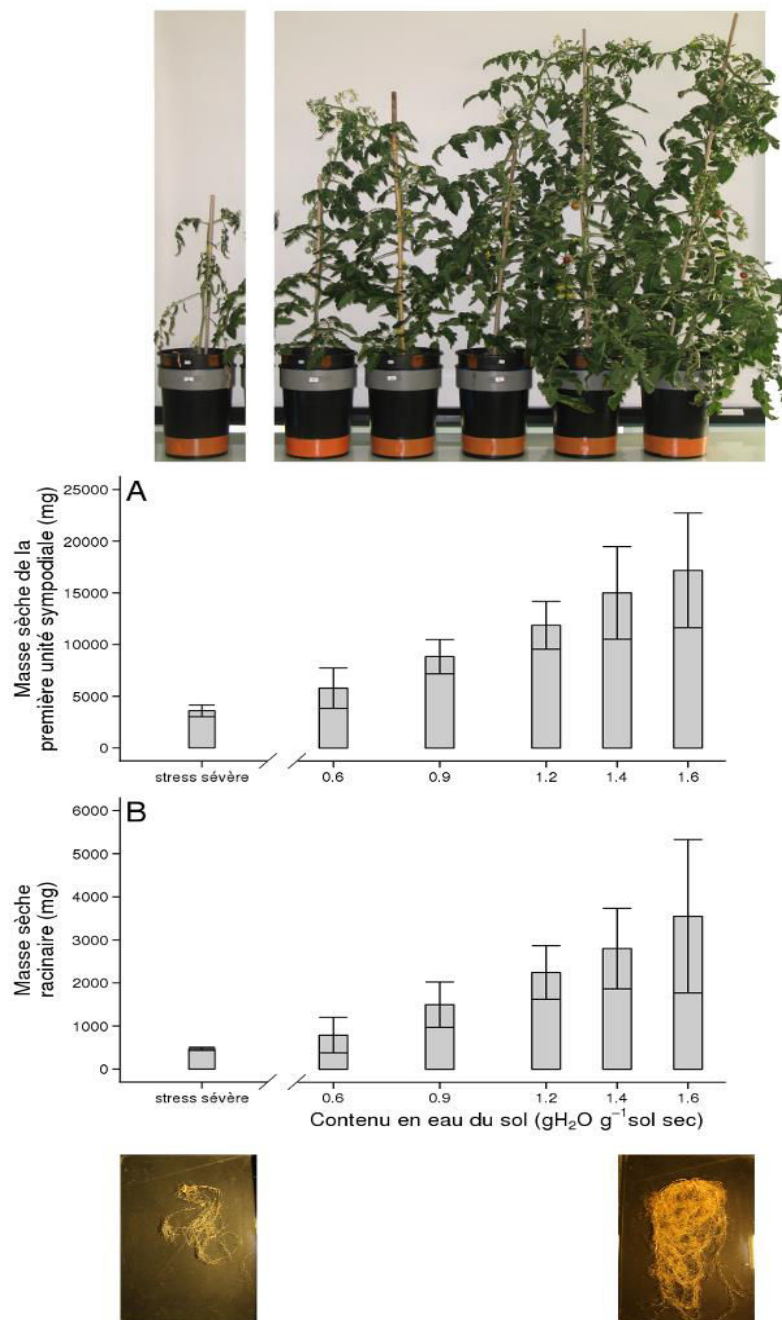 A
25000
20000
15000
10000
5000
0
Masse sèche de la
première unité sympodiale (mg)
stress sévère
0.6
0.9
1.2
1.4
1.6
B
6000
5000
4000
3000
2000
1000
0
Masse sèche
racinaire (mg)
stress sévère
0.6
0.9
1.2
1.4
1.6
Contenu en eau du sol (gH₂O g⁻¹sol sec)